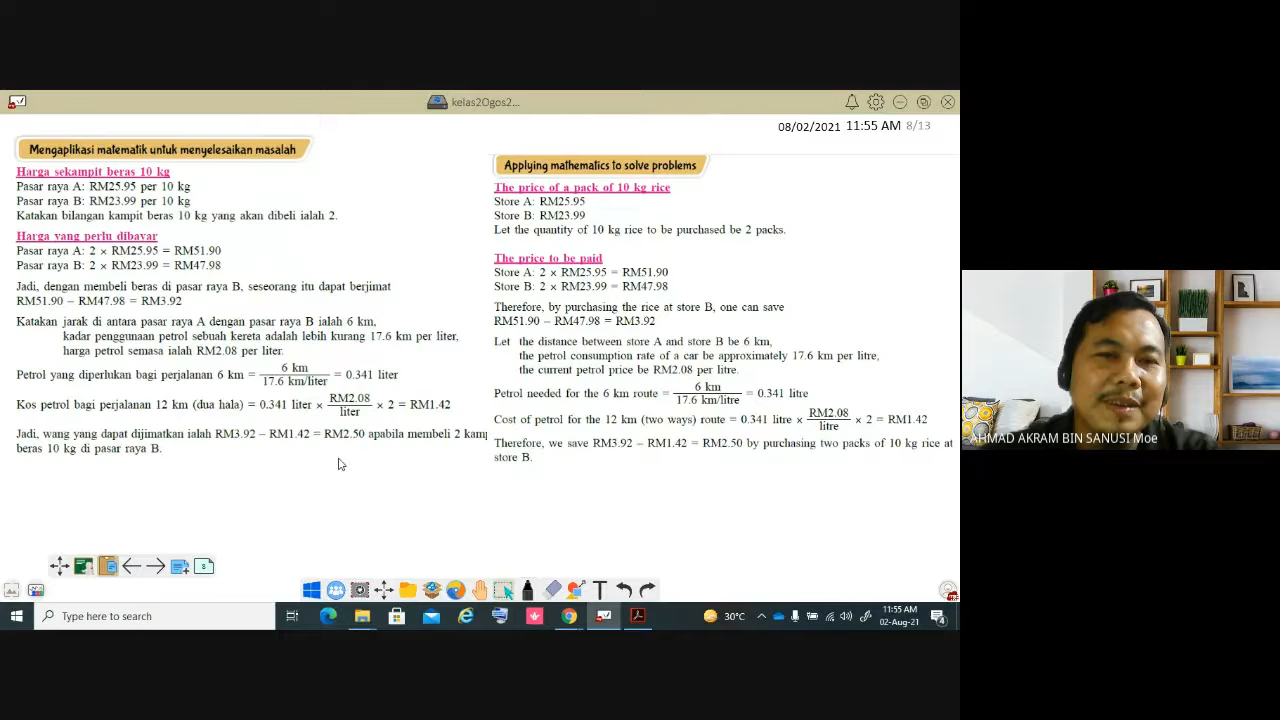 kelas2Ogos2...
08/02/2021 11:55 AM 8/13
Mengaplikasi matematik untuk menyelesaikan masalah
Harga sekampit beras 10 kg
Pasar raya A: RM25.95 per 10 kg
Pasar raya B: RM23.99 per 10 kg
Katakan bilangan kampit beras 10 kg yang akan dibeli ialah 2.
Harga yang perlu dibayar
Pasar raya A: 2 × RM25.95 = RM51.90
Pasar raya B: 2 × RM23.99 = RM47.98
Jadi, dengan membeli beras di pasar raya B, seseorang itu dapat berjimat
RM51.90 – RM47.98 = RM3.92
Katakan jarak di antara pasar raya A dengan pasar raya B ialah 6 km,
kadar penggunaan petrol sebuah kereta adalah lebih kurang 17.6 km per liter,
harga petrol semasa ialah RM2.08 per liter.
Petrol yang diperlukan bagi perjalanan 6 km = 6 km / 17.6 km/liter = 0.341 liter
Kos petrol bagi perjalanan 12 km (dua hala) = 0.341 liter × RM2.08 / liter × 2 = RM1.42
Jadi, wang yang dapat dijimatkan ialah RM3.92 – RM1.42 = RM2.50 apabila membeli 2 kamp
beras 10 kg di pasar raya B.
Applying mathematics to solve problems
The price of a pack of 10 kg rice
Store A: RM25.95
Store B: RM23.99
Let the quantity of 10 kg rice to be purchased be 2 packs.
The price to be paid
Store A: 2 × RM25.95 = RM51.90
Store B: 2 × RM23.99 = RM47.98
Therefore, by purchasing the rice at store B, one can save
RM51.90 – RM47.98 = RM3.92
Let the distance between store A and store B be 6 km,
the petrol consumption rate of a car be approximately 17.6 km per litre,
the current petrol price be RM2.08 per litre.
Petrol needed for the 6 km route = 6 km / 17.6 km/litre = 0.341 litre
Cost of petrol for the 12 km (two ways) route = 0.341 litre × RM2.08 / litre × 2 = RM1.42
Therefore, we save RM3.92 – RM1.42 = RM2.50 by purchasing two packs of 10 kg rice at
store B.
AHMAD AKRAM BIN SANUSI Moe
8
Type here to search
30°C
11:55 AM
02-Aug-21
4